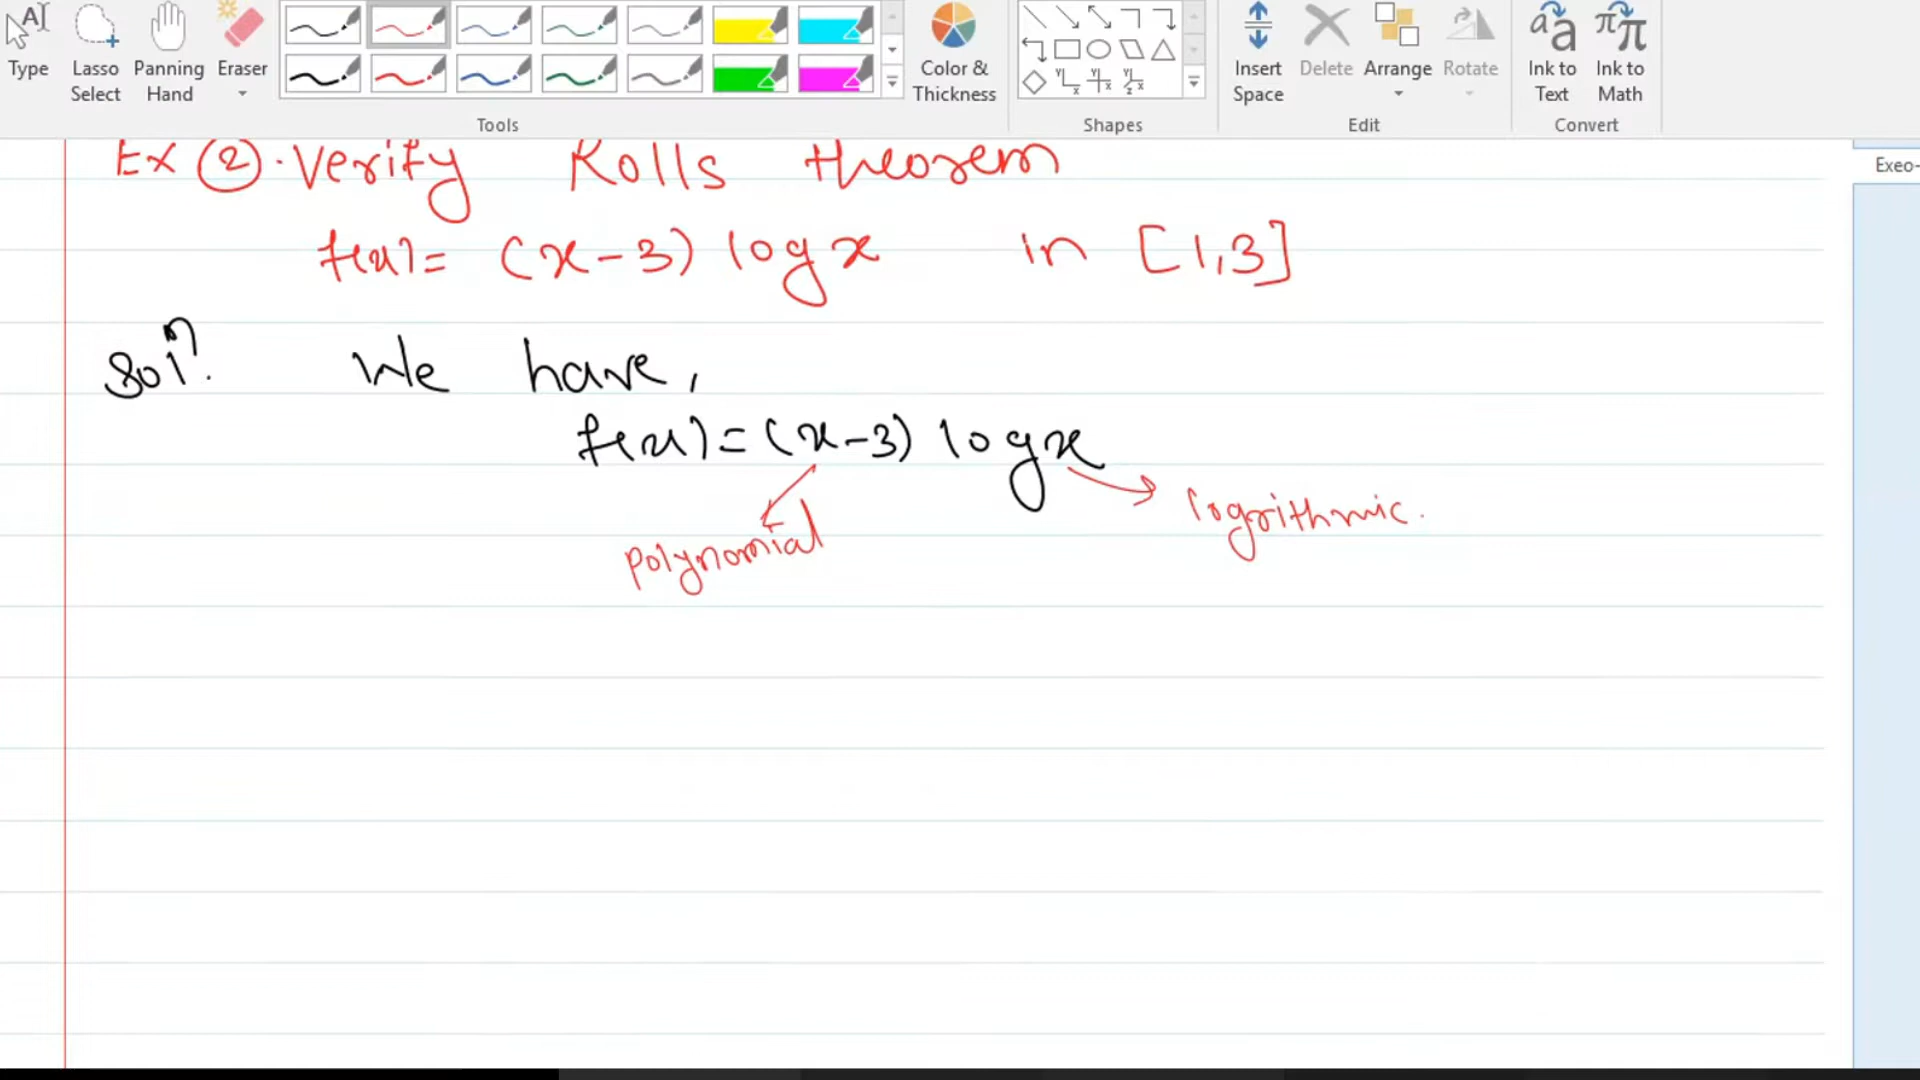 Type
Lasso Select
Panning Hand
Eraser
Color & Thickness
Insert Space
Delete
Arrange
Rotate
Ink to Text
Ink to Math
Tools
Shapes
Edit
Convert
Exeo-
Ex ②. Verify Rolls theorem
f(x) = (x-3) log x in [1,3]
Solⁿ: We have,
f(x) = (x-3) log x
polynomial
logrithmic.